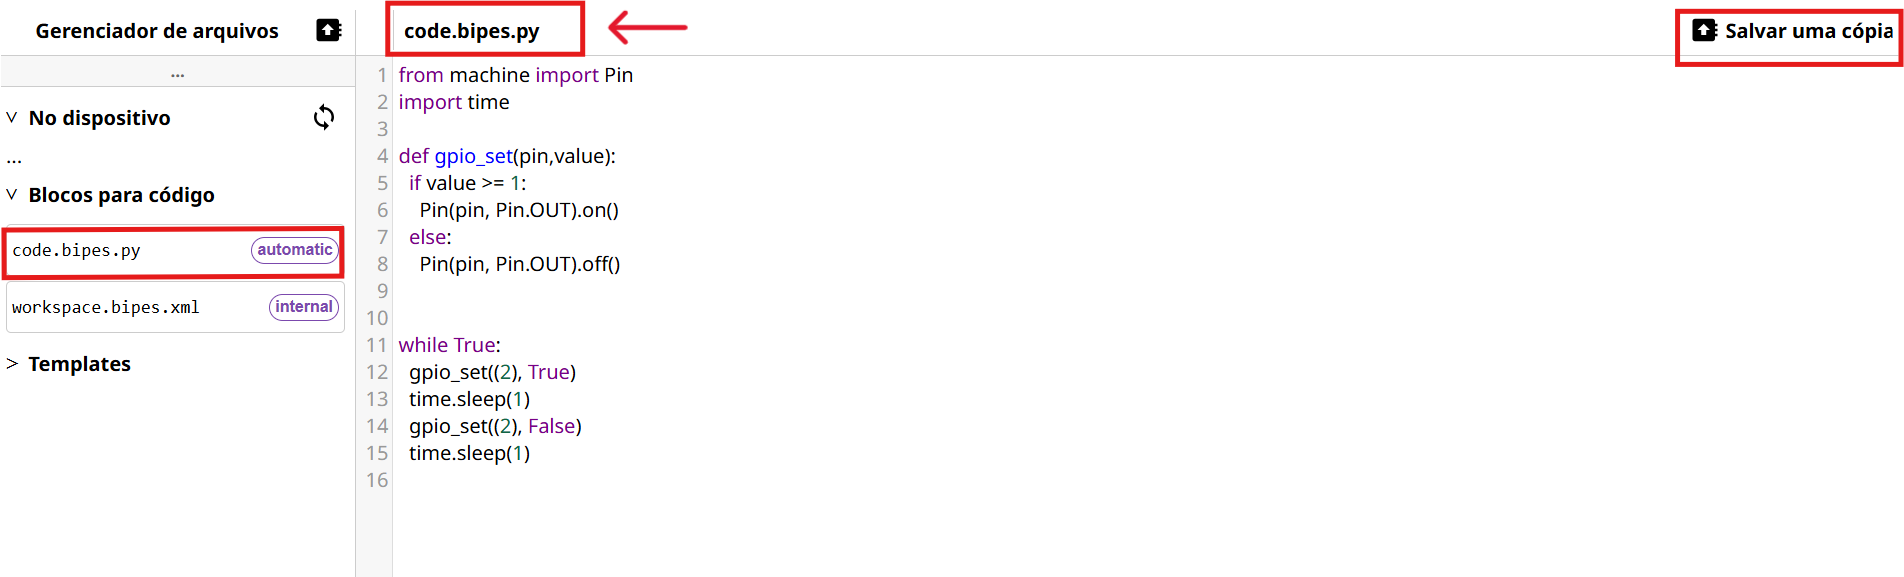 Gerenciador de arquivos
...
No dispositivo
...
Blocos para código
code.bipes.py automatic
workspace.bipes.xml internal
Templates
code.bipes.py
Salvar uma cópia
1 from machine import Pin
2 import time
3
4 def gpio_set(pin,value):
5   if value >= 1:
6     Pin(pin, Pin.OUT).on()
7   else:
8     Pin(pin, Pin.OUT).off()
9
10
11 while True:
12   gpio_set((2), True)
13   time.sleep(1)
14   gpio_set((2), False)
15   time.sleep(1)
16